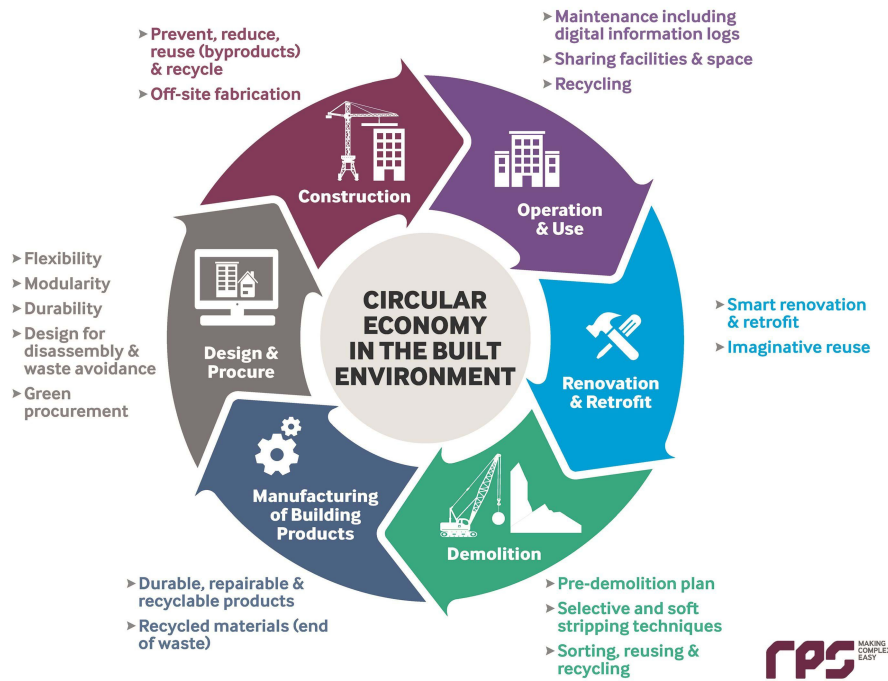 ➤ Prevent, reduce,
reuse (byproducts)
& recycle
➤ Off-site fabrication
➤ Maintenance including
digital information logs
➤ Sharing facilities & space
➤ Recycling
Construction
Operation
& Use
➤ Flexibility
➤ Modularity
➤ Durability
➤ Design for
disassembly &
waste avoidance
➤ Green
procurement
Design &
Procure
CIRCULAR
ECONOMY
IN THE BUILT
ENVIRONMENT
Renovation
& Retrofit
➤ Smart renovation
& retrofit
➤ Imaginative reuse
Manufacturing
of Building
Products
Demolition
➤ Durable, repairable &
recyclable products
➤ Recycled materials (end
of waste)
➤ Pre-demolition plan
➤ Selective and soft
stripping techniques
➤ Sorting, reusing &
recycling
rps
MAKING
COMPLEX
EASY